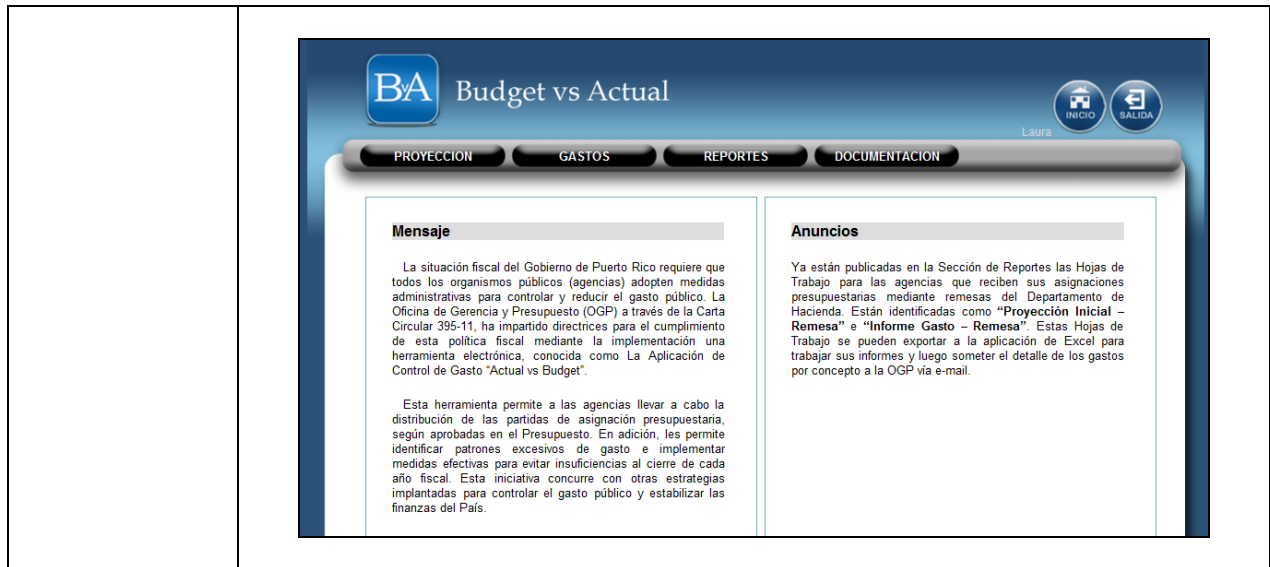 BvA
Budget vs Actual
INICIO
SALIDA
Laura
PROYECCION GASTOS REPORTES DOCUMENTACION
Mensaje
La situación fiscal del Gobierno de Puerto Rico requiere que
todos los organismos públicos (agencias) adopten medidas
administrativas para controlar y reducir el gasto público. La
Oficina de Gerencia y Presupuesto (OGP) a través de la Carta
Circular 395-11, ha impartido directrices para el cumplimiento
de esta política fiscal mediante la implementación una
herramienta electrónica, conocida como La Aplicación de
Control de Gasto “Actual vs Budget”.
Esta herramienta permite a las agencias llevar a cabo la
distribución de las partidas de asignación presupuestaria,
según aprobadas en el Presupuesto. En adición, les permite
identificar patrones excesivos de gasto e implementar
medidas efectivas para evitar insuficiencias al cierre de cada
año fiscal. Esta iniciativa concurre con otras estrategias
implantadas para controlar el gasto público y estabilizar las
finanzas del País.
Anuncios
Ya están publicadas en la Sección de Reportes las Hojas de
Trabajo para las agencias que reciben sus asignaciones
presupuestarias mediante remesas del Departamento de
Hacienda. Están identificadas como “Proyección Inicial –
Remesa” e “Informe Gasto – Remesa”. Estas Hojas de
Trabajo se pueden exportar a la aplicación de Excel para
trabajar sus informes y luego someter el detalle de los gastos
por concepto a la OGP vía e-mail.